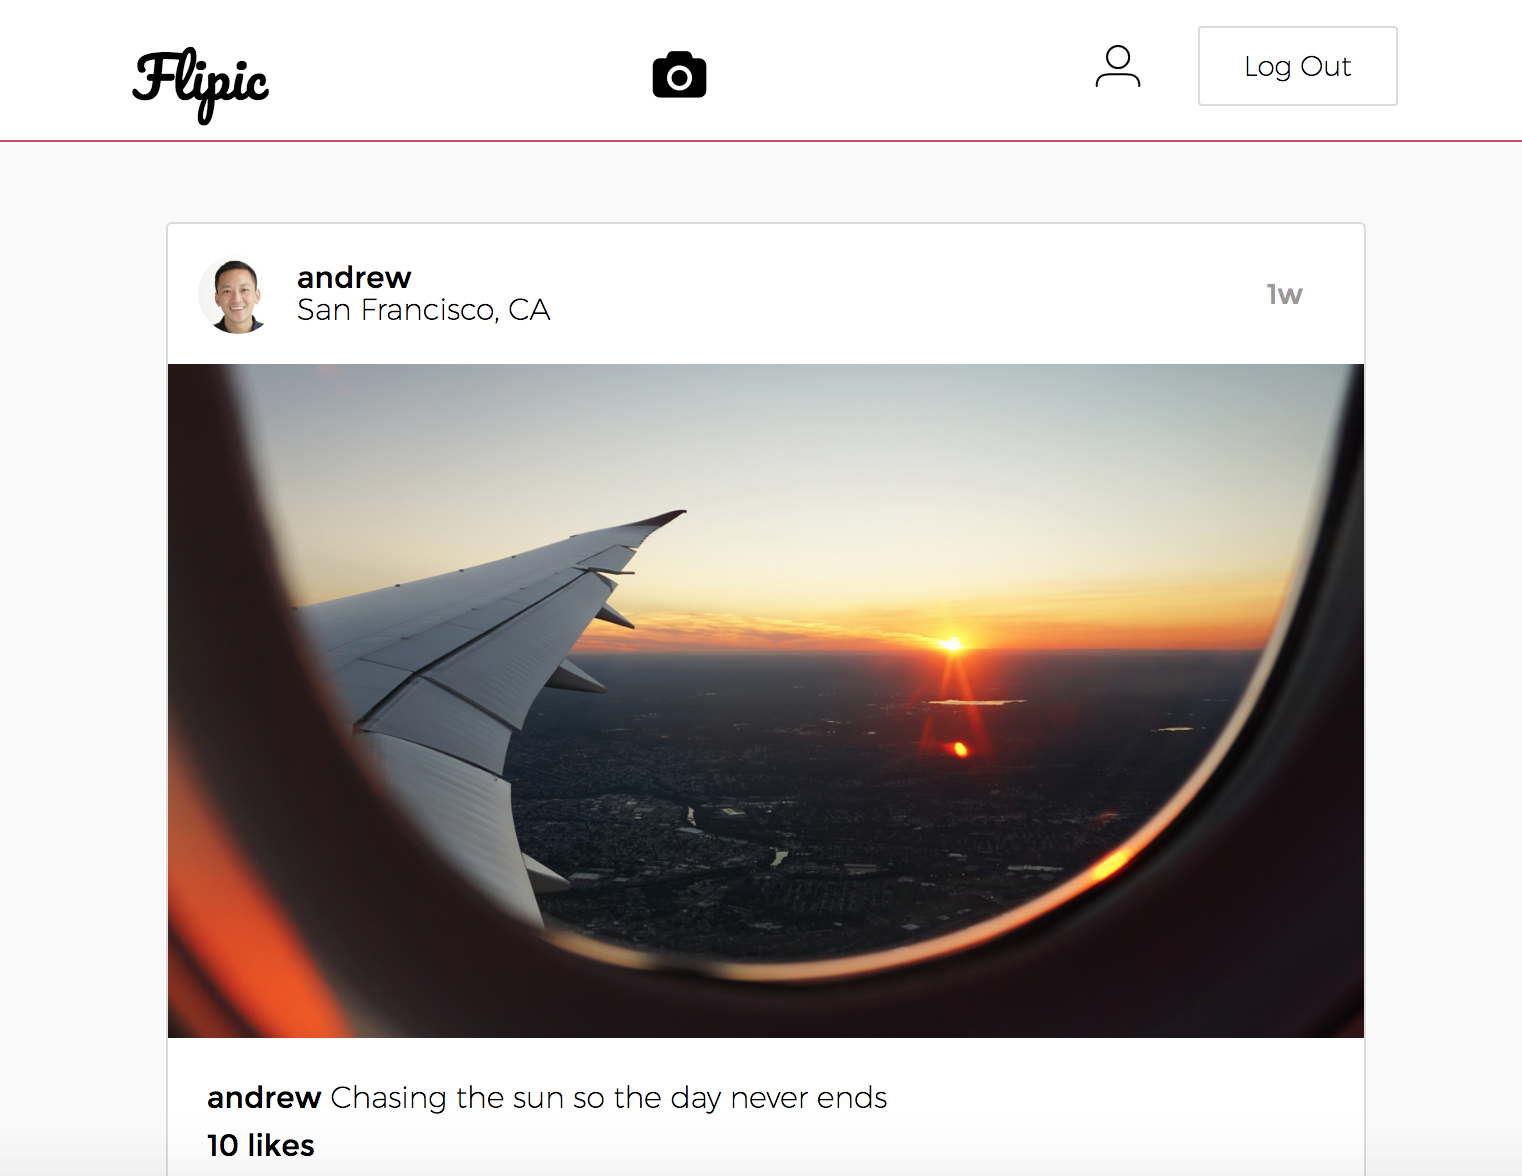 Flipic
Log Out
andrew
San Francisco, CA
1w
andrew Chasing the sun so the day never ends
10 likes